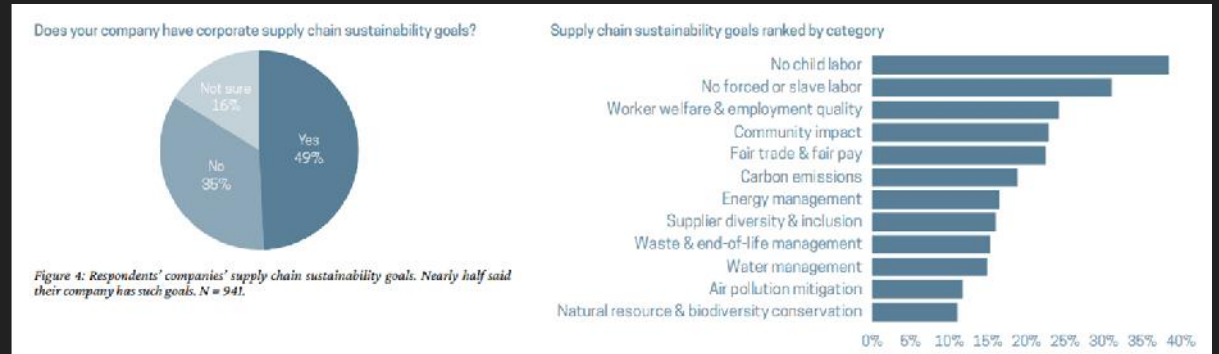 Does your company have corporate supply chain sustainability goals?
Not sure
16%
Yes
49%
No
35%
Figure 4: Respondents' companies' supply chain sustainability goals. Nearly half said
their company has such goals. N = 941.
Supply chain sustainability goals ranked by category
No child labor
No forced or slave labor
Worker welfare & employment quality
Community impact
Fair trade & fair pay
Carbon emissions
Energy management
Supplier diversity & inclusion
Waste & end-of-life management
Water management
Air pollution mitigation
Natural resource & biodiversity conservation
0% 5% 10% 15% 20% 25% 30% 35% 40%